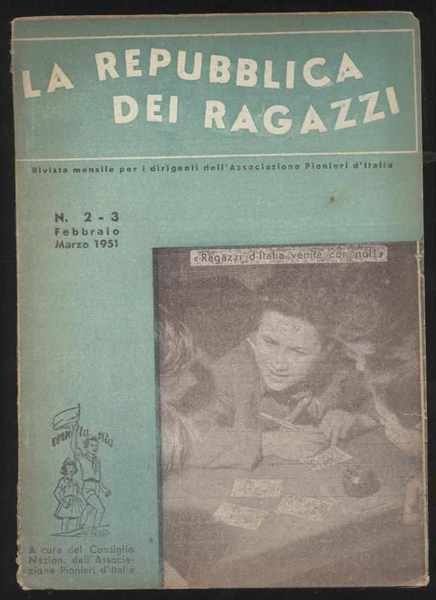 LA REPUBBLICA
DEI RAGAZZI
Rivista mensile per i dirigenti dell'Associazione Pionieri d'Italia
N. 2 - 3
Febbraio
Marzo 1951
«Ragazzi d'Italia venite con noi!»
A cura del Consiglio
Nazion. dell'Associa-
zione Pionieri d'Italia